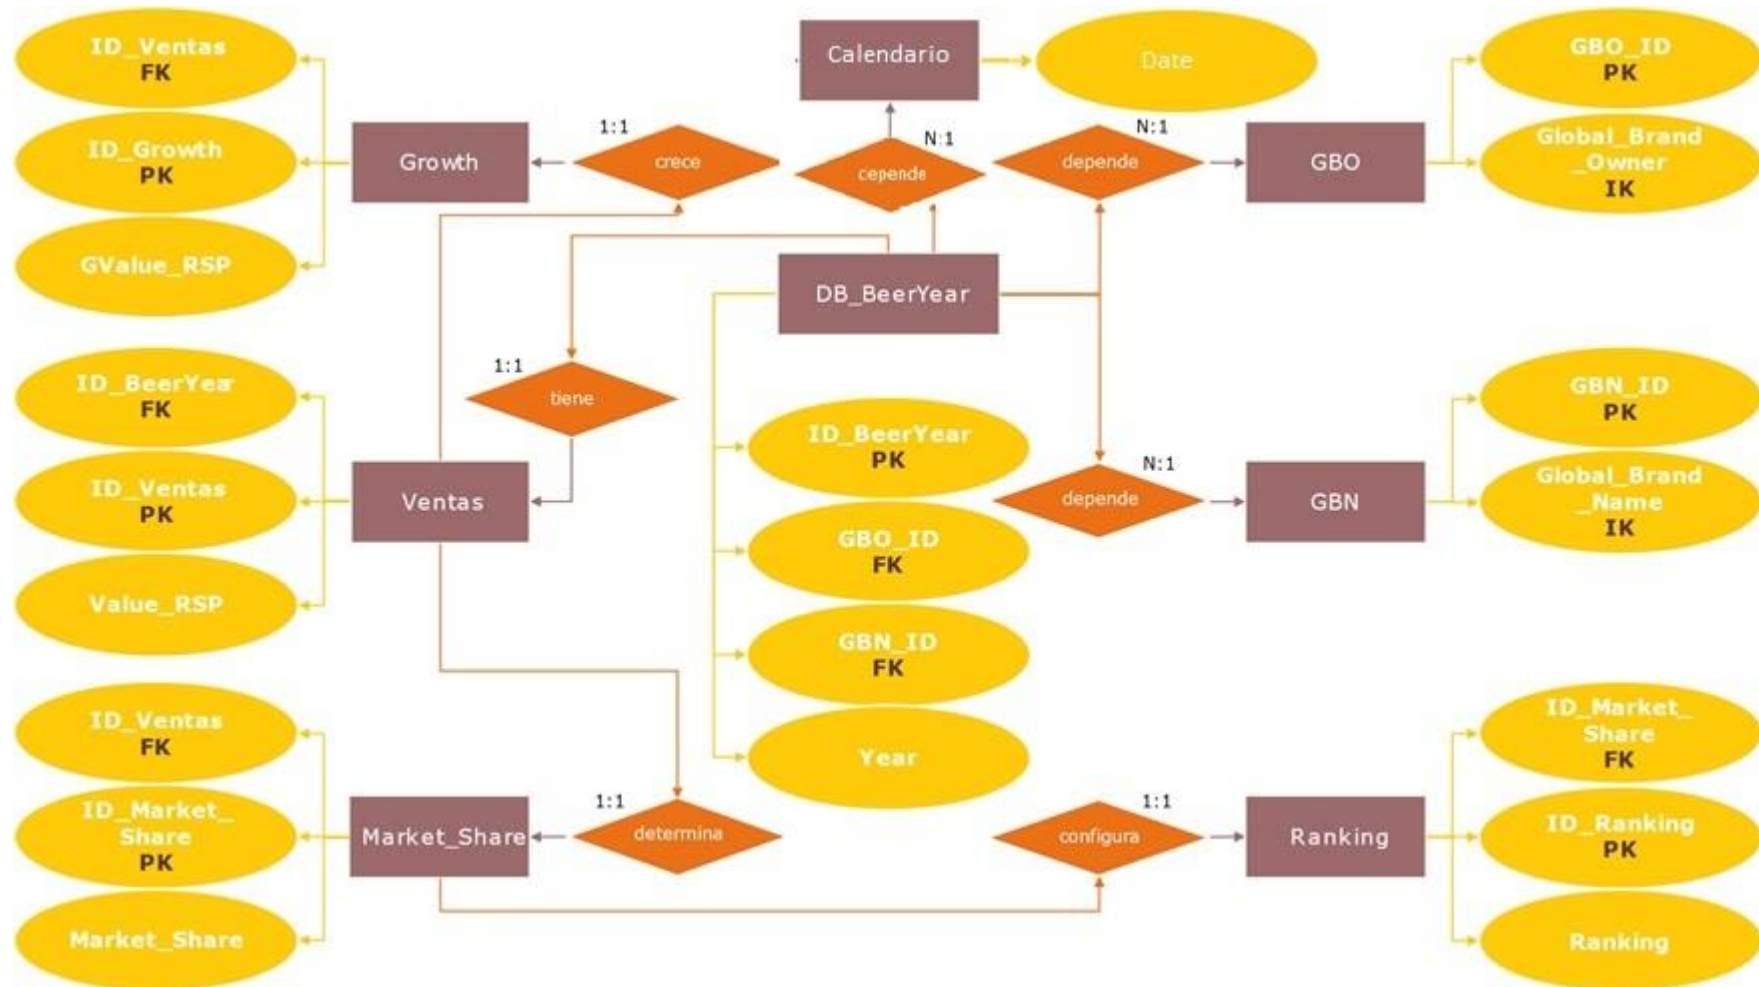 ID_Ventas
FK
ID_Growth
PK
GValue_RSP
Growth
1:1
crece
Calendario
Date
N:1
cepende
N:1
depende
GBO
GBO_ID
PK
Global_Brand
_Owner
IK
DB_BeerYear
1:1
tiene
ID_BeerYear
FK
ID_Ventas
PK
Value_RSP
Ventas
ID_BeerYear
PK
GBO_ID
FK
GBN_ID
FK
Year
N:1
depende
GBN
GBN_ID
PK
Global_Brand
_Name
IK
ID_Ventas
FK
ID_Market_
Share
PK
Market_Share
Market_Share
1:1
determina
1:1
configura
Ranking
ID_Market_
Share
FK
ID_Ranking
PK
Ranking